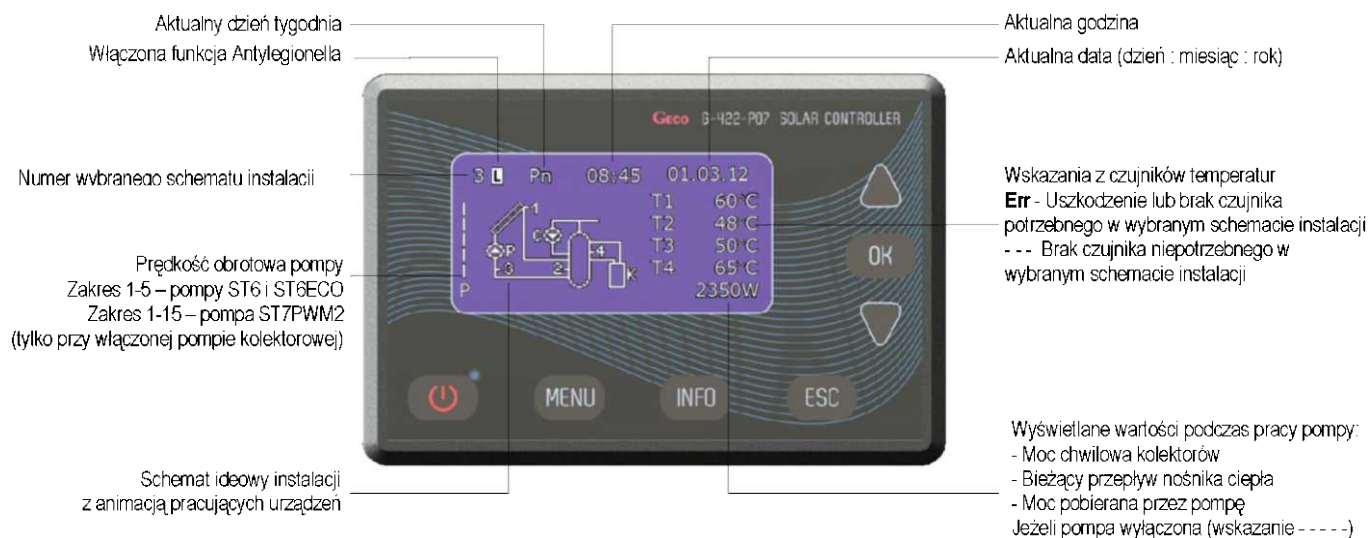 Aktualny dzień tygodnia
Włączona funkcja Antylegionella
Aktualna godzina
Aktualna data (dzień : miesiąc : rok)
GECO G-422-P07 SOLAR CONTROLLER
3 L Pn 08:45 01.03.12
T1 60°C
T2 48°C
T3 50°C
T4 65°C
2350W
1
C
P
4
3
2
K
P
OK
MENU
INFO
ESC
Numer wybranego schematu instalacji
Prędkość obrotowa pompy
Zakres 1-5 – pompy ST6 i ST6ECO
Zakres 1-15 – pompa ST7PWM2
(tylko przy włączonej pompie kolektorowej)
Schemat ideowy instalacji
z animacją pracujących urządzeń
Wskazania z czujników temperatur
Err - Uszkodzenie lub brak czujnika
potrzebnego w wybranym schemacie instalacji
--- Brak czujnika niepotrzebnego w
wybranym schemacie instalacji
Wyświetlane wartości podczas pracy pompy:
- Moc chwilowa kolektorów
- Bieżący przepływ nośnika ciepła
- Moc pobierana przez pompę
Jeżeli pompa wyłączona (wskazanie - - - - -)